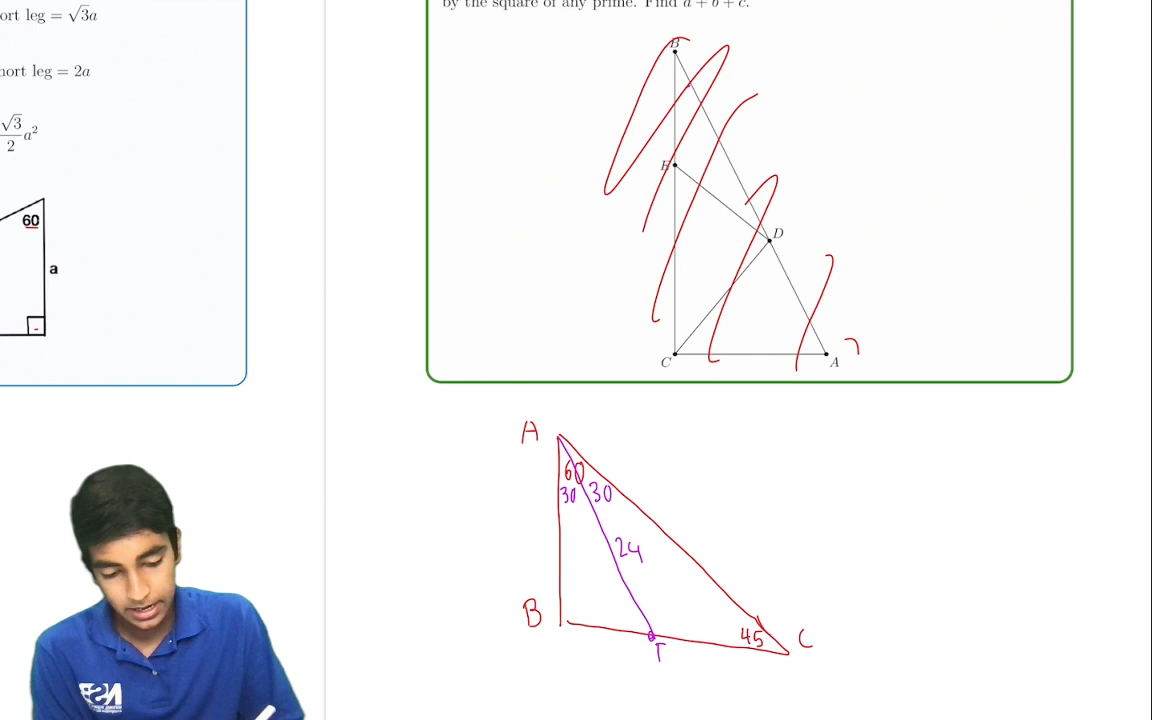 ort leg = √3a
ort leg = 2a
√3/2 a²
60
a
by the square of any prime. Find a + b + c.
B
E
D
C
A
A
60
30
30
24
B
T
45
C